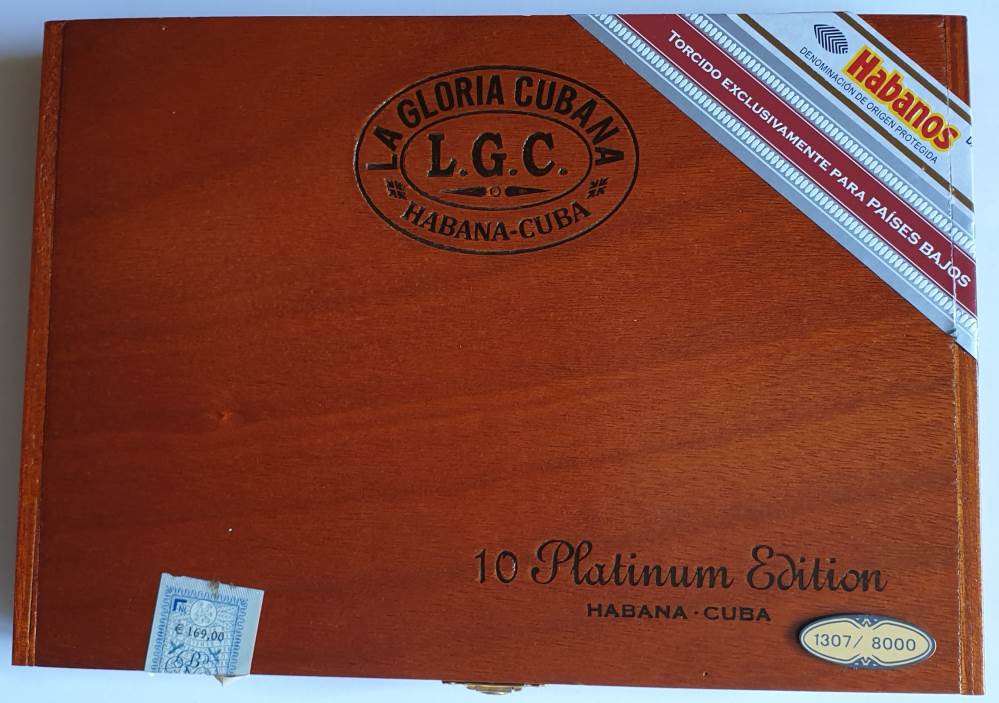 LA GLORIA CUBANA
L.G.C.
HABANA-CUBA
Habanos
DENOMINACIÓN DE ORIGEN PROTEGIDA
TORCIDO EXCLUSIVAMENTE PARA PAÍSES BAJOS
10 Platinum Edition
HABANA · CUBA
1307/ 8000
€ 169,00